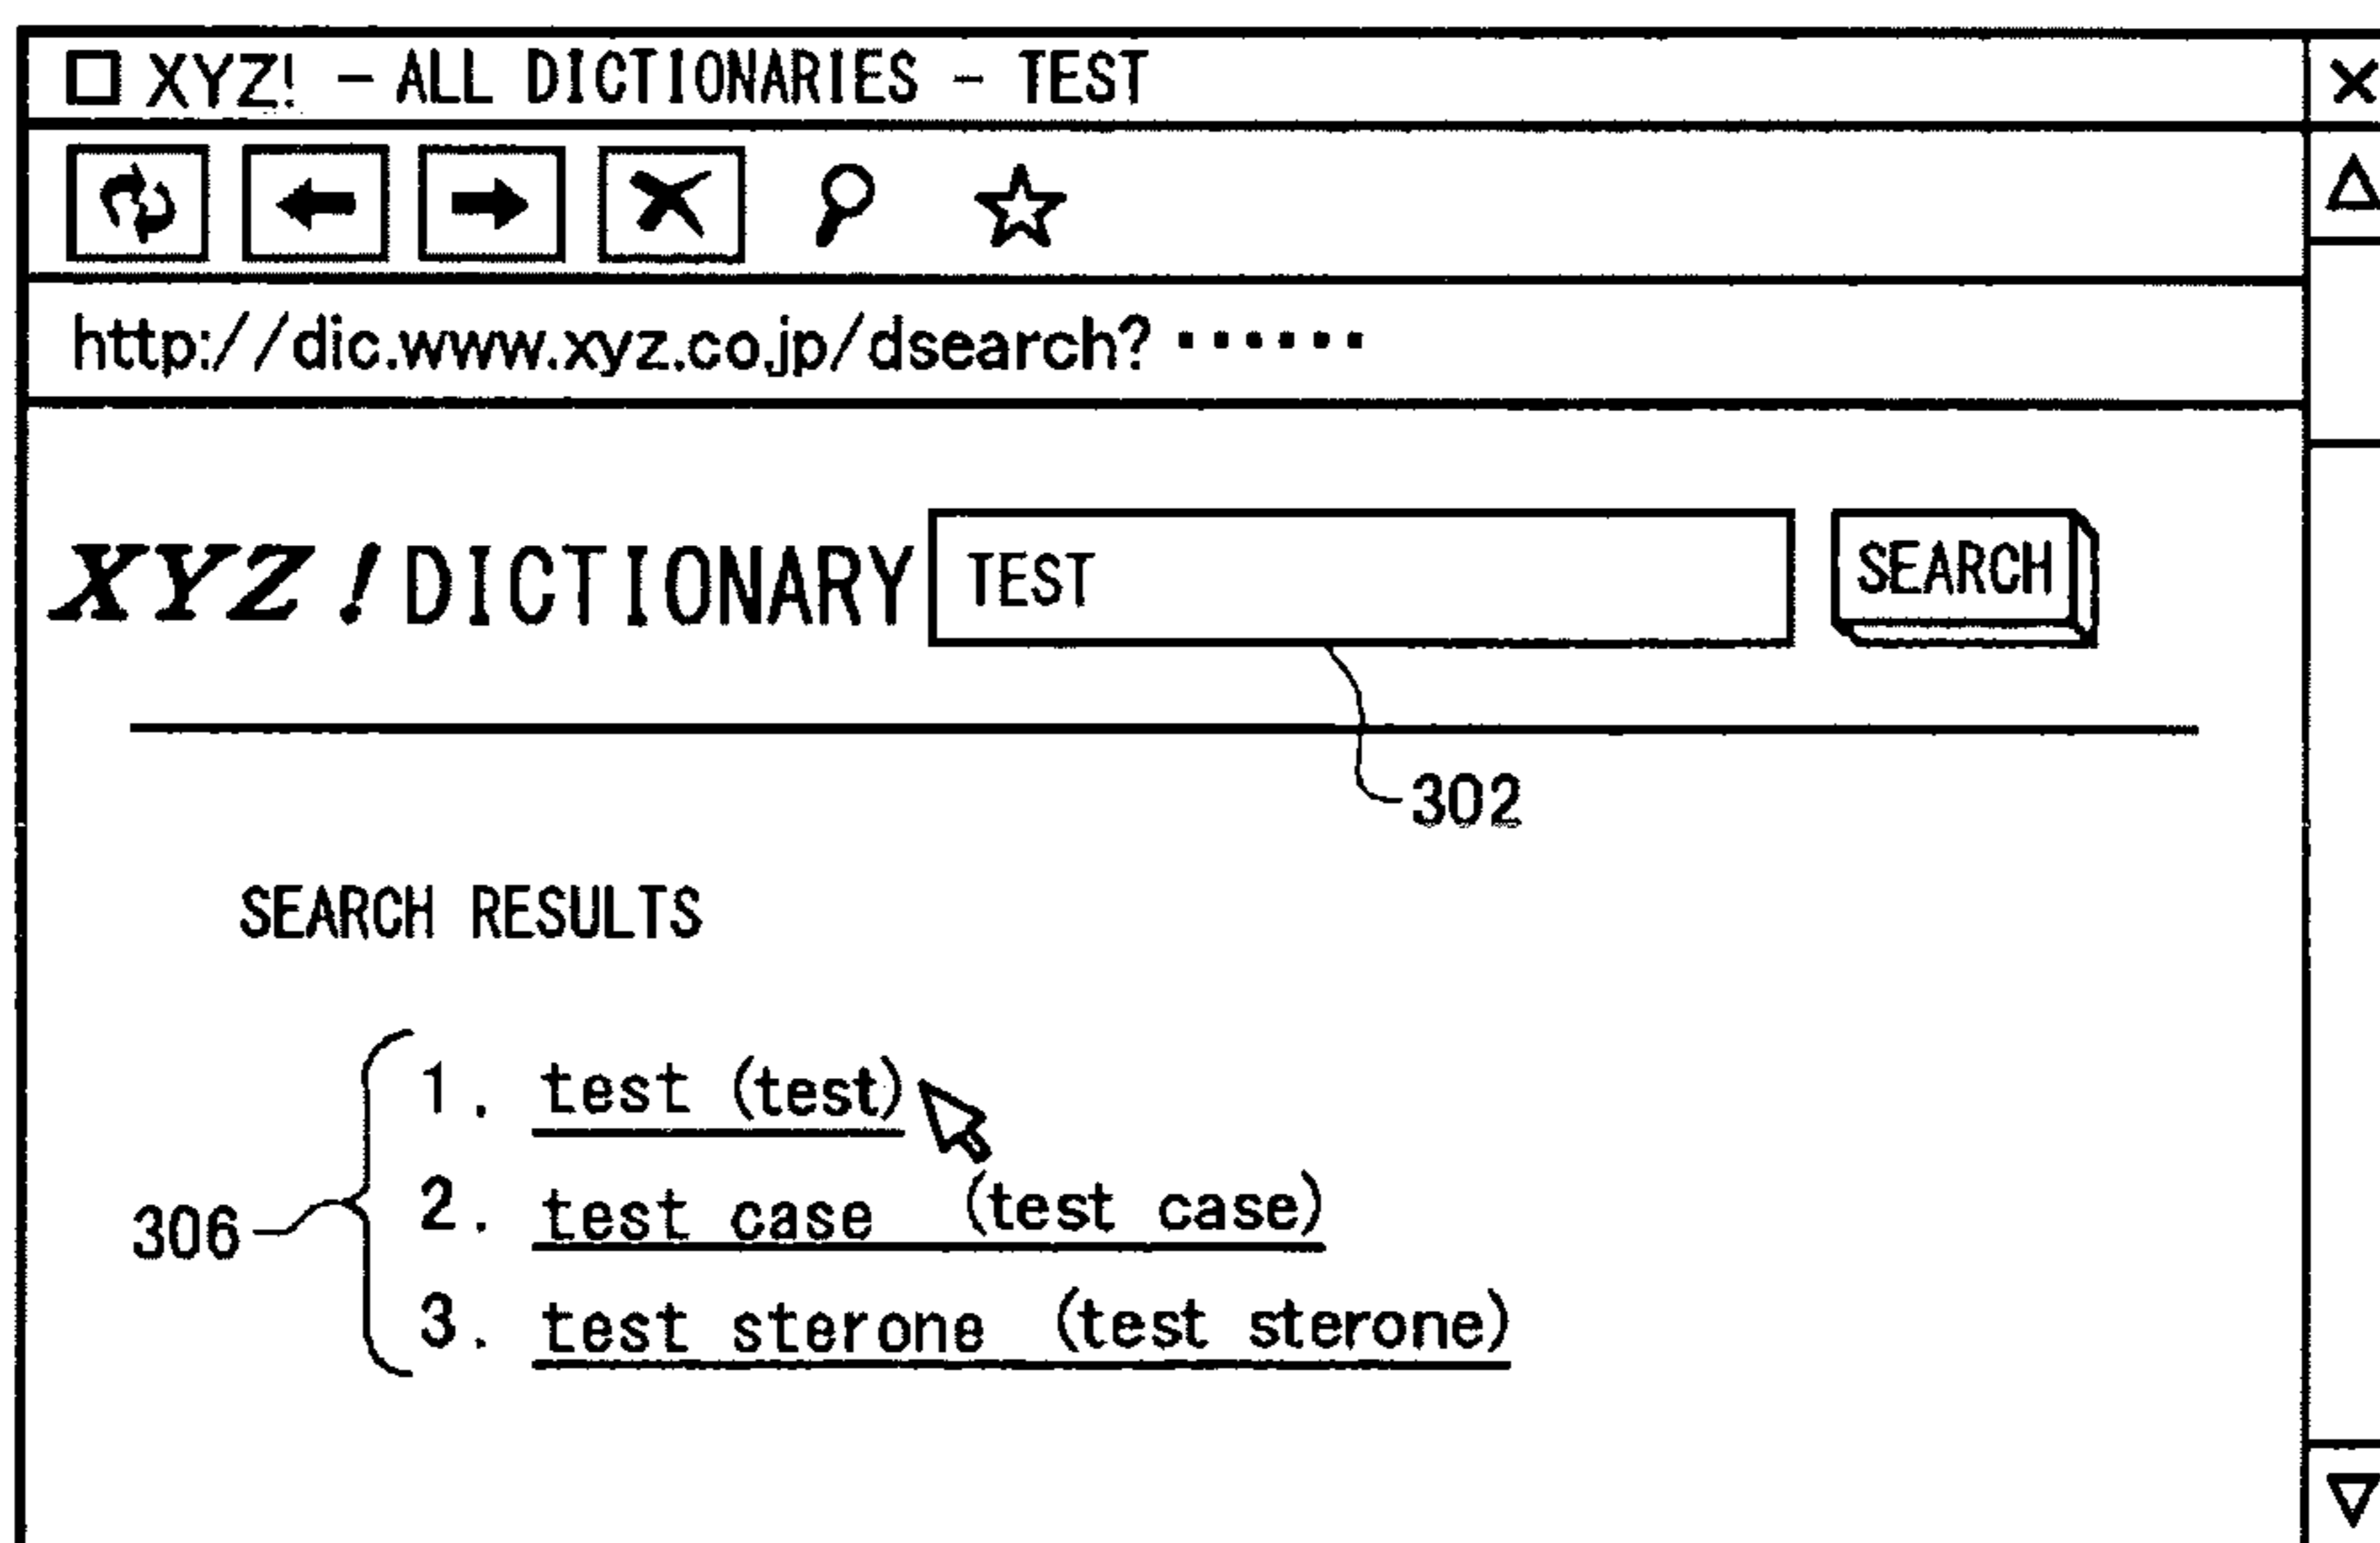 XYZ! - ALL DICTIONARIES - TEST
http://dic.www.xyz.co.jp/dsearch? ······
XYZ! DICTIONARY TEST SEARCH
302
SEARCH RESULTS
1. test (test)
306 2. test case (test case)
3. test sterone (test sterone)